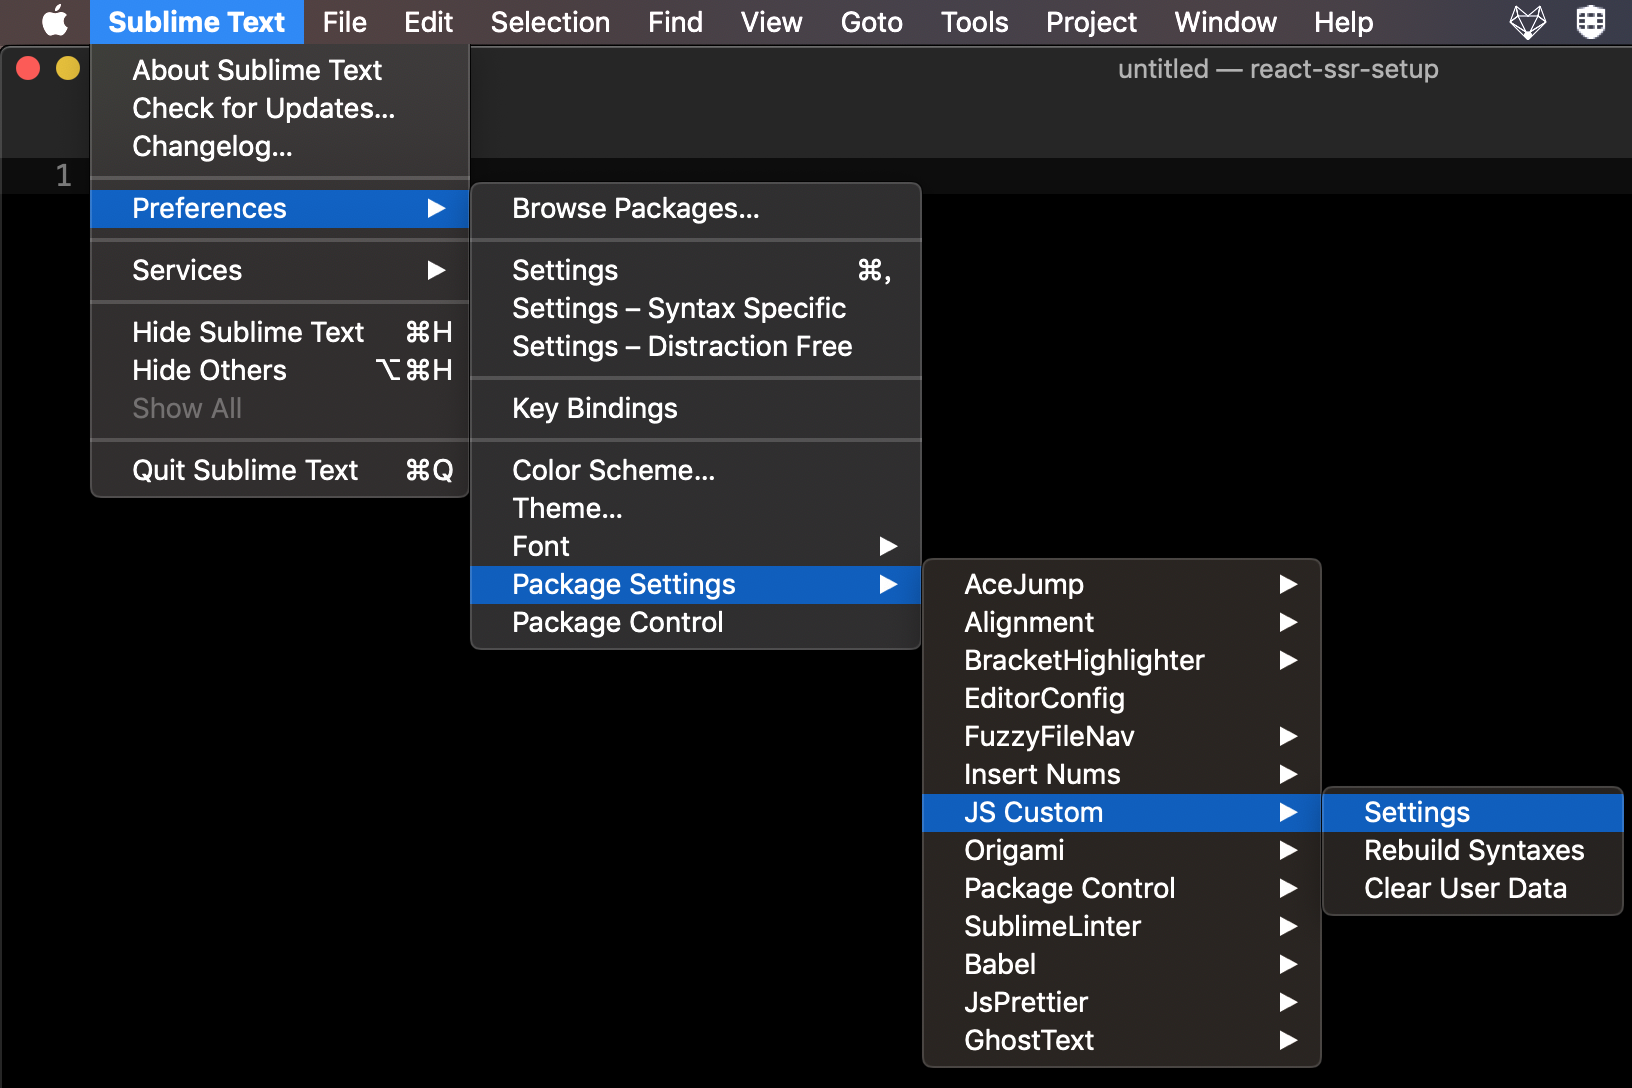 Sublime Text File Edit Selection Find View Goto Tools Project Window Help
untitled — react-ssr-setup
1
About Sublime Text
Check for Updates...
Changelog...
Preferences ▶
Services ▶
Hide Sublime Text ⌘H
Hide Others ⌥⌘H
Show All
Quit Sublime Text ⌘Q
Browse Packages...
Settings ⌘,
Settings – Syntax Specific
Settings – Distraction Free
Key Bindings
Color Scheme...
Theme...
Font ▶
Package Settings ▶
Package Control
AceJump ▶
Alignment ▶
BracketHighlighter ▶
EditorConfig
FuzzyFileNav ▶
Insert Nums ▶
JS Custom ▶
Origami ▶
Package Control ▶
SublimeLinter ▶
Babel ▶
JsPrettier ▶
GhostText ▶
Settings
Rebuild Syntaxes
Clear User Data